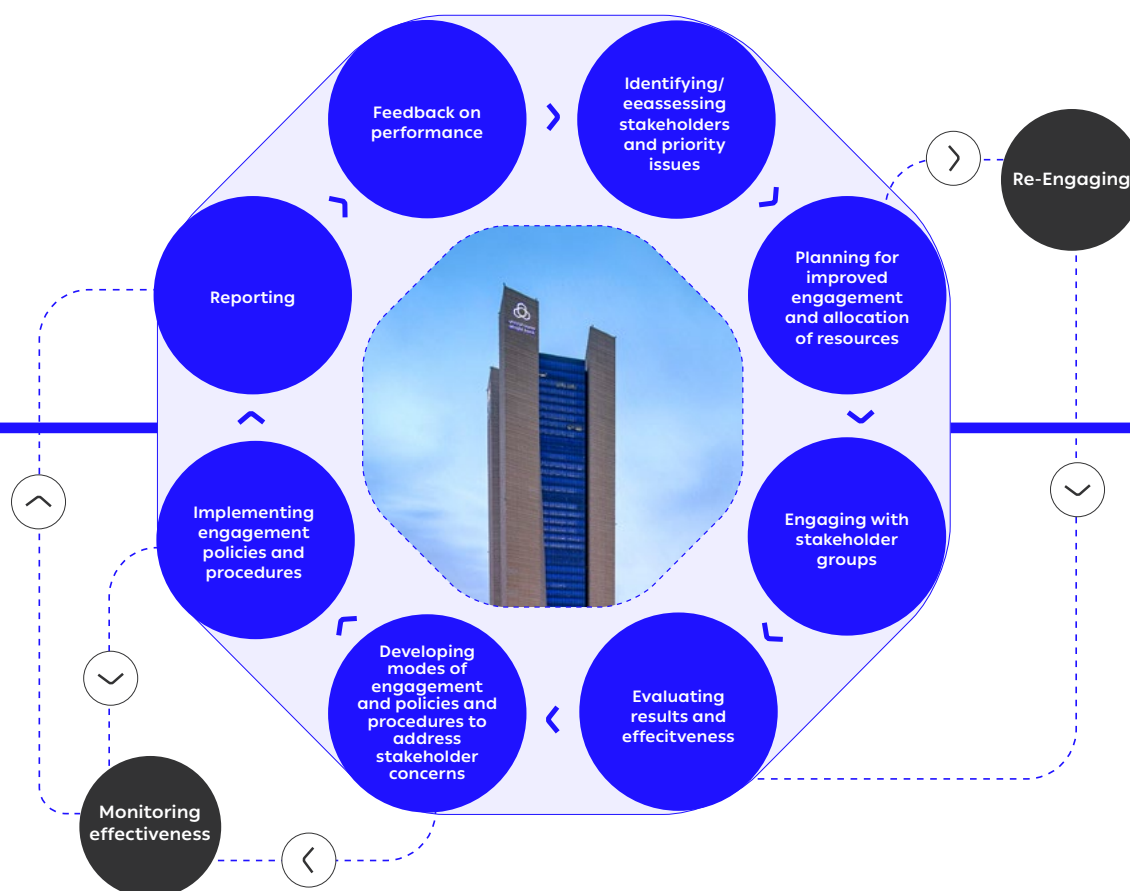 Feedback on
performance
Identifying/
eeassessing
stakeholders
and priority
issues
Re-Engaging
Planning for
improved
engagement
and allocation
of resources
Reporting
Implementing
engagement
policies and
procedures
Engaging with
stakeholder
groups
Developing
modes of
engagement
and policies and
procedures to
address
stakeholder
concerns
Evaluating
results and
effecitveness
Monitoring
effectiveness